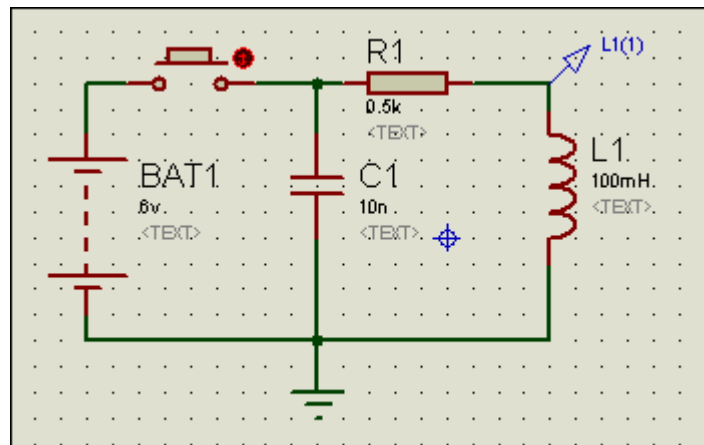 R1
0.5k
<TEXT>
L1(1)
BAT1
6v
<TEXT>
C1
10n
<TEXT>
L1
100mH
<TEXT>